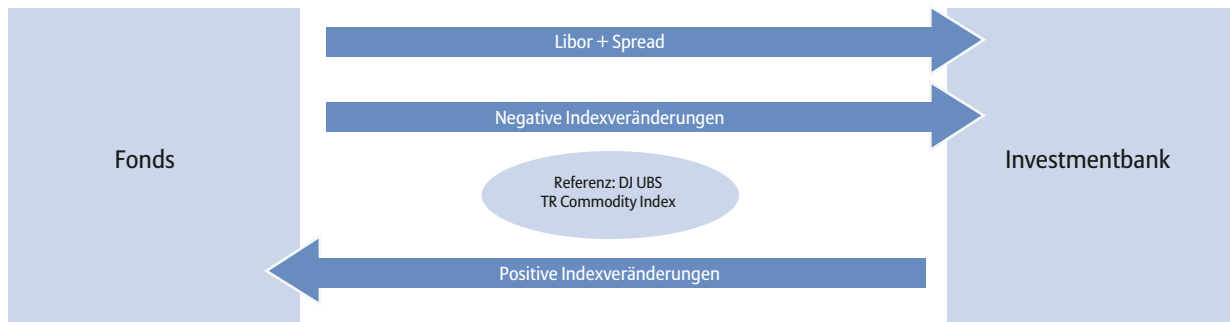 Libor + Spread
Negative Indexveränderungen
Fonds
Investmentbank
Referenz: DJ UBS
TR Commodity Index
Positive Indexveränderungen